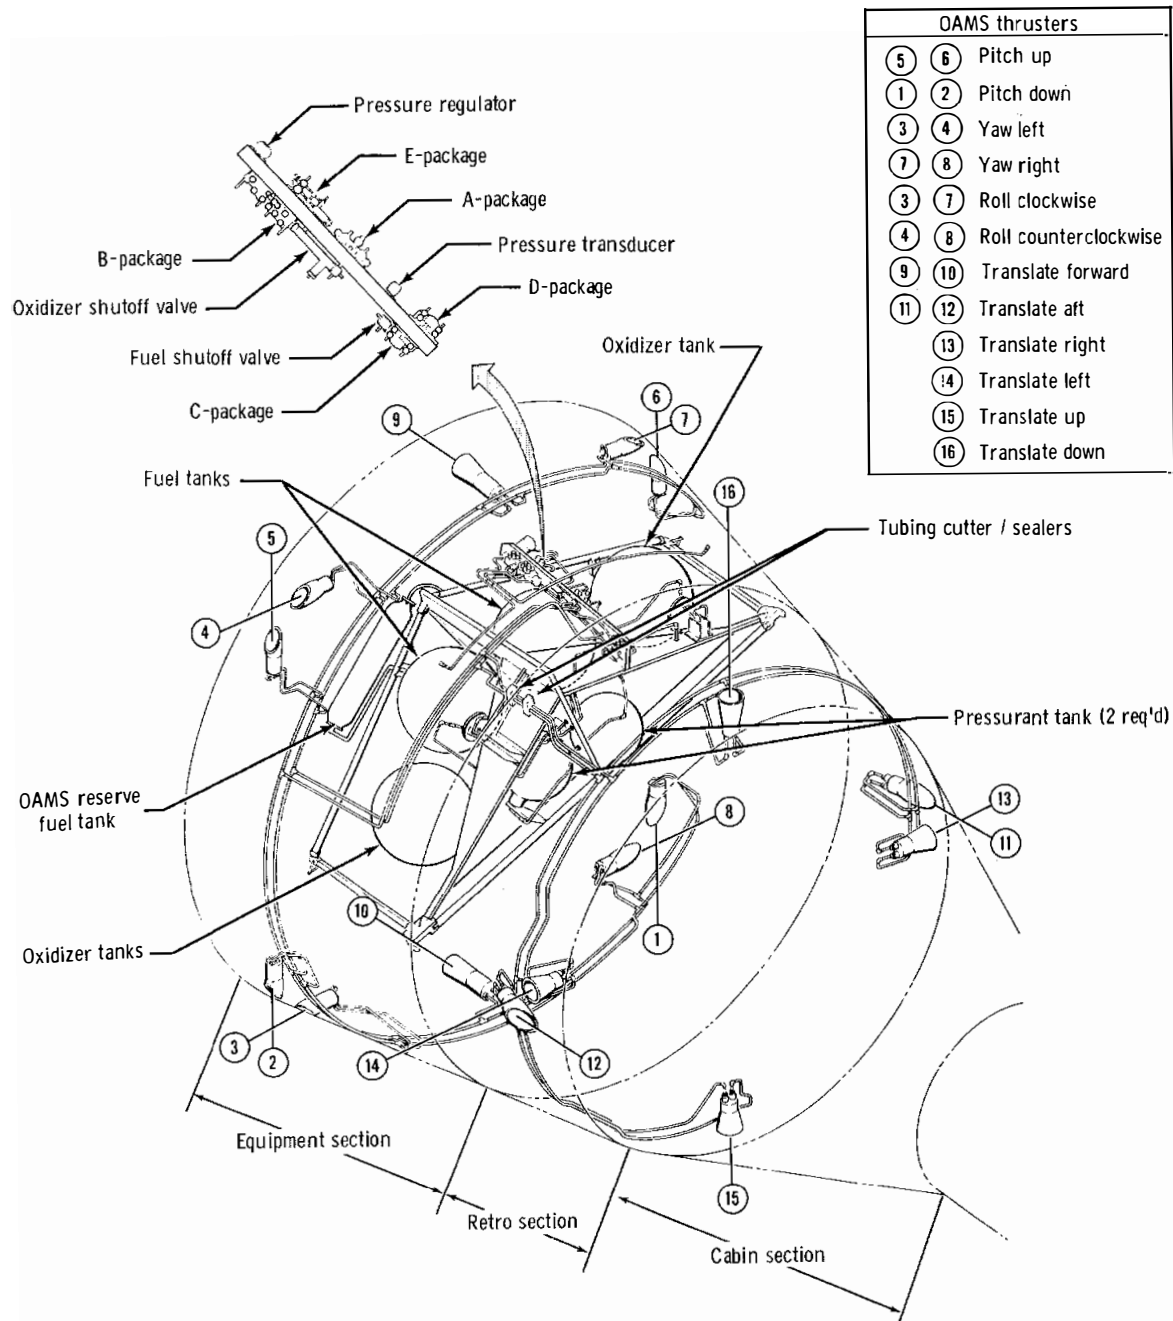 OAMS thrusters
5 6 Pitch up
1 2 Pitch down
3 4 Yaw left
7 8 Yaw right
3 7 Roll clockwise
4 8 Roll counterclockwise
9 10 Translate forward
11 12 Translate aft
13 Translate right
14 Translate left
15 Translate up
16 Translate down
Pressure regulator
E-package
A-package
Pressure transducer
D-package
B-package
Oxidizer shutoff valve
Fuel shutoff valve
C-package
Oxidizer tank
6
7
9
Fuel tanks
16
Tubing cutter / sealers
5
4
Pressurant tank (2 req'd)
OAMS reserve
fuel tank
8
13
11
10
1
Oxidizer tanks
3
2
14
12
15
Equipment section
Retro section
Cabin section